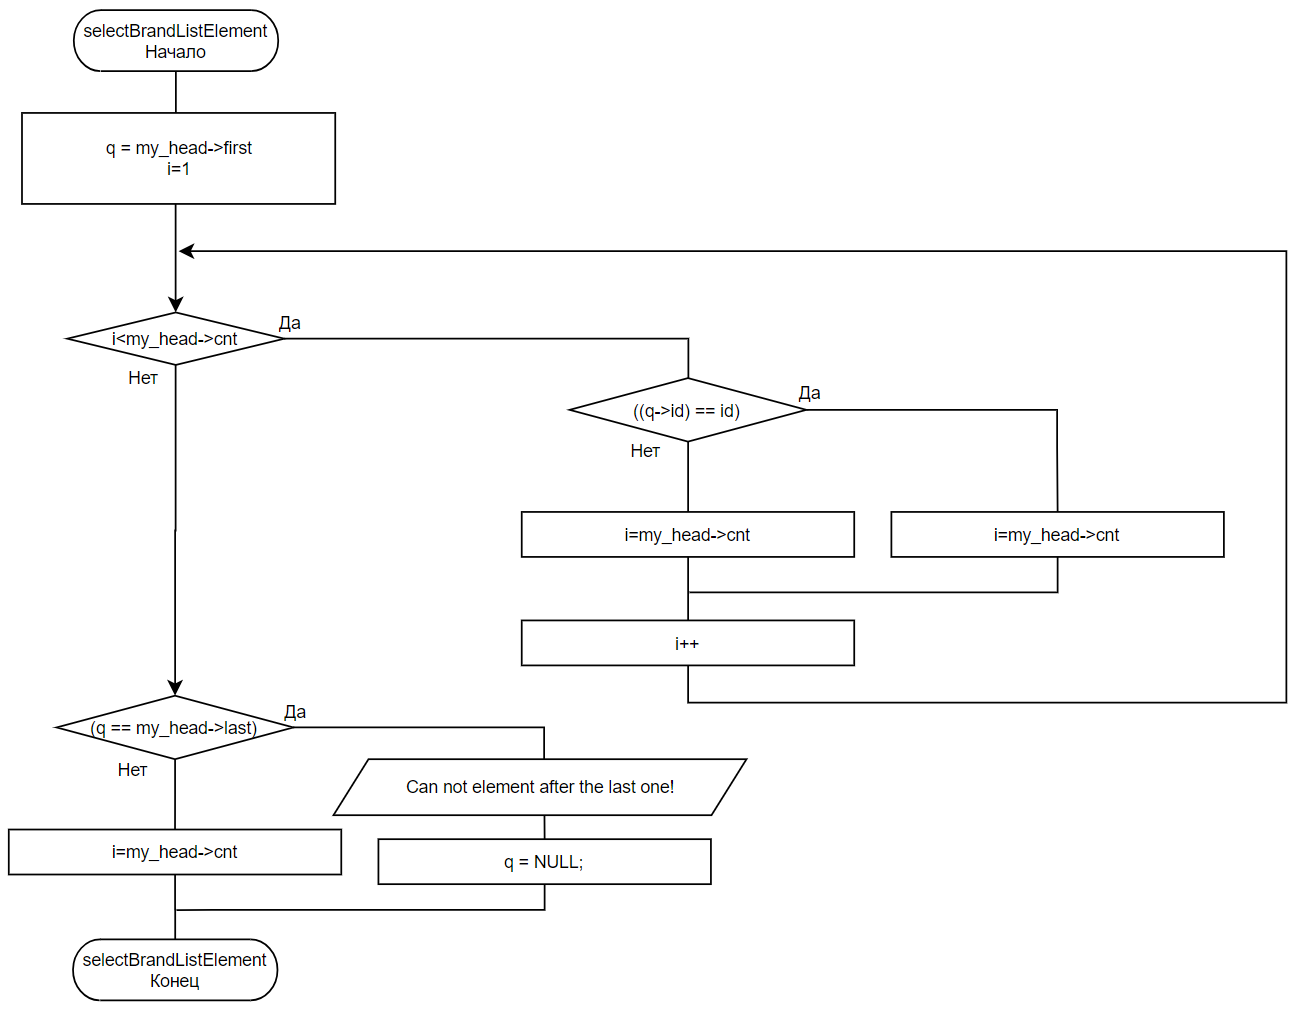 selectBrandListElement
Начало
q = my_head->first
i=1
i<my_head->cnt
Да
Нет
((q->id) == id)
Да
Нет
i=my_head->cnt
i=my_head->cnt
i++
(q == my_head->last)
Да
Нет
Can not element after the last one!
i=my_head->cnt
q = NULL;
selectBrandListElement
Конец